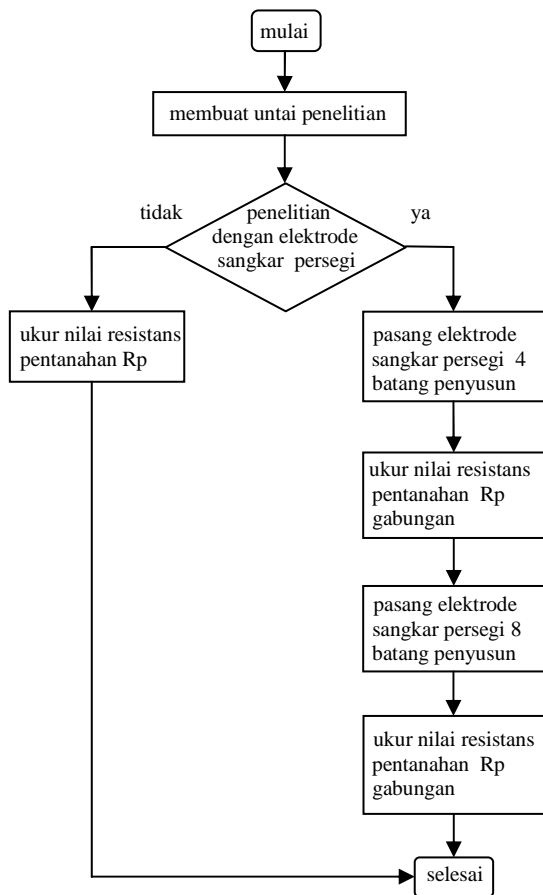 mulai
membuat untai penelitian
tidak
penelitian
dengan elektrode
sangkar persegi
ya
ukur nilai resistans
pentanahan Rp
pasang elektrode
sangkar persegi 4
batang penyusun
ukur nilai resistans
pentanahan Rp
gabungan
pasang elektrode
sangkar persegi 8
batang penyusun
ukur nilai resistans
pentanahan Rp
gabungan
selesai